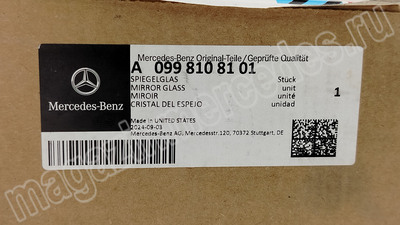 Mercedes-Benz Original-Teile/Geprüfte Qualität
A 099 810 81 01
SPIEGELGLAS Stück
MIRROR GLASS unit
MIROIR unité 1
CRISTAL DEL ESPEJO unidad
Mercedes-Benz
Made in UNITED STATES
2024-09-03
Mercedes-Benz AG, Mercedesstr.120, 70372 Stuttgart, DE